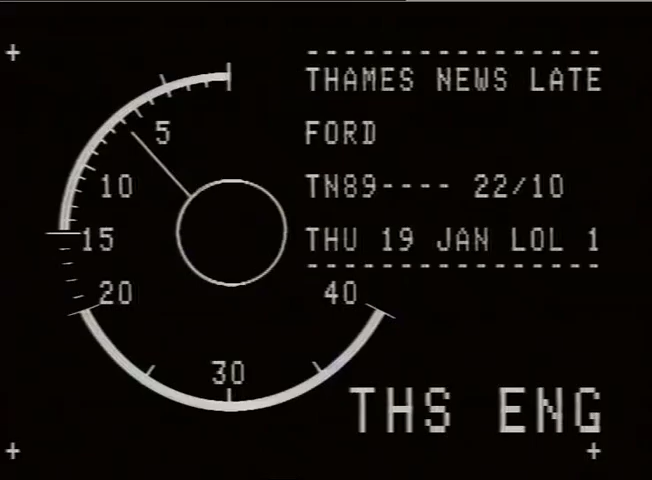 THAMES NEWS LATE
FORD
TN89---- 22/10
THU 19 JAN LOL 1
5
10
15
20
30
40
THS ENG